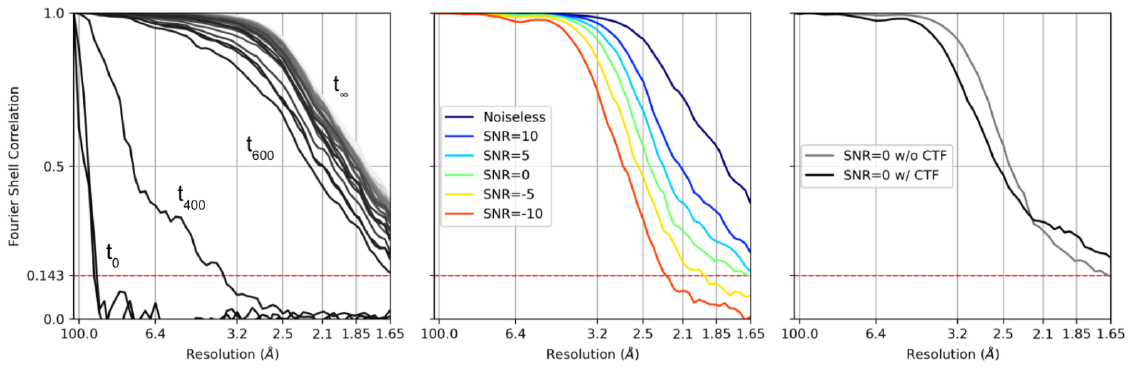 Fourier Shell Correlation
1.0
0.5
0.143
0.0
t∞
t600
t400
t0
100.0 6.4 3.2 2.5 2.1 1.85 1.65
Resolution (Å)
Noiseless
SNR=10
SNR=5
SNR=0
SNR=-5
SNR=-10
100.0 6.4 3.2 2.5 2.1 1.85 1.65
Resolution (Å)
SNR=0 w/o CTF
SNR=0 w/ CTF
100.0 6.4 3.2 2.5 2.1 1.85 1.65
Resolution (Å)